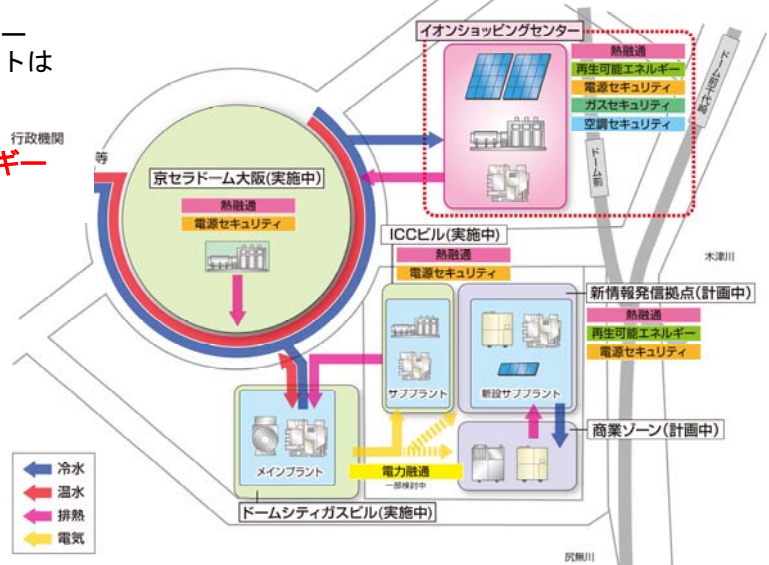 ー
トは
行政機関
等
ギー
イオンショッピングセンター
熱融通
再生可能エネルギー
電源セキュリティ
ガスセキュリティ
空調セキュリティ
ドーム前千代崎
ドーム前
木津川
京セラドーム大阪(実施中)
熱融通
電源セキュリティ
ICCビル(実施中)
熱融通
電源セキュリティ
新情報発信拠点(計画中)
熱融通
再生可能エネルギー
電源セキュリティ
サブプラント
新設サブプラント
商業ゾーン(計画中)
メインプラント
電力融通
一部検討中
ドームシティガスビル(実施中)
冷水
温水
排熱
電気
尻無川